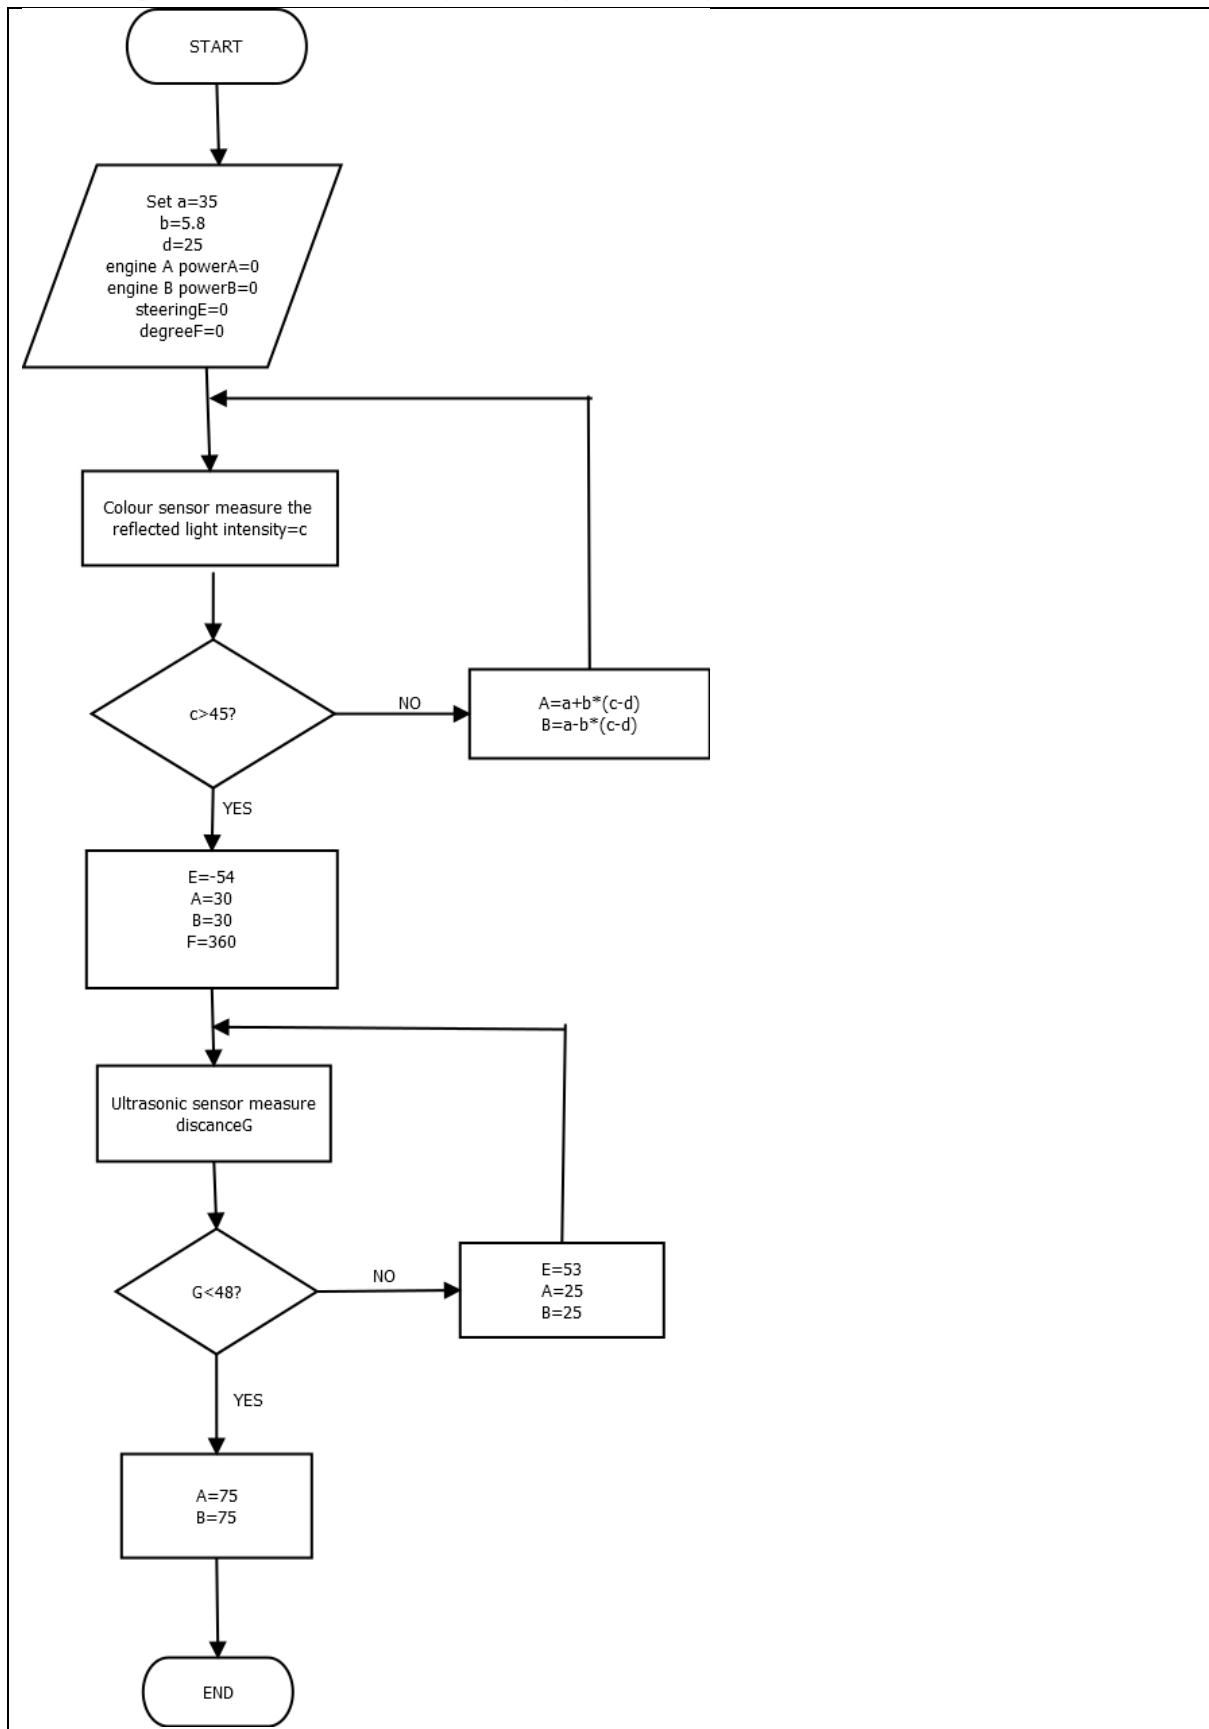 START
Set a=35
b=5.8
d=25
engine A powerA=0
engine B powerB=0
steeringE=0
degreeF=0
Colour sensor measure the
reflected light intensity=c
c>45?
NO
A=a+b*(c-d)
B=a-b*(c-d)
YES
E=-54
A=30
B=30
F=360
Ultrasonic sensor measure
discanceG
G<48?
NO
E=53
A=25
B=25
YES
A=75
B=75
END